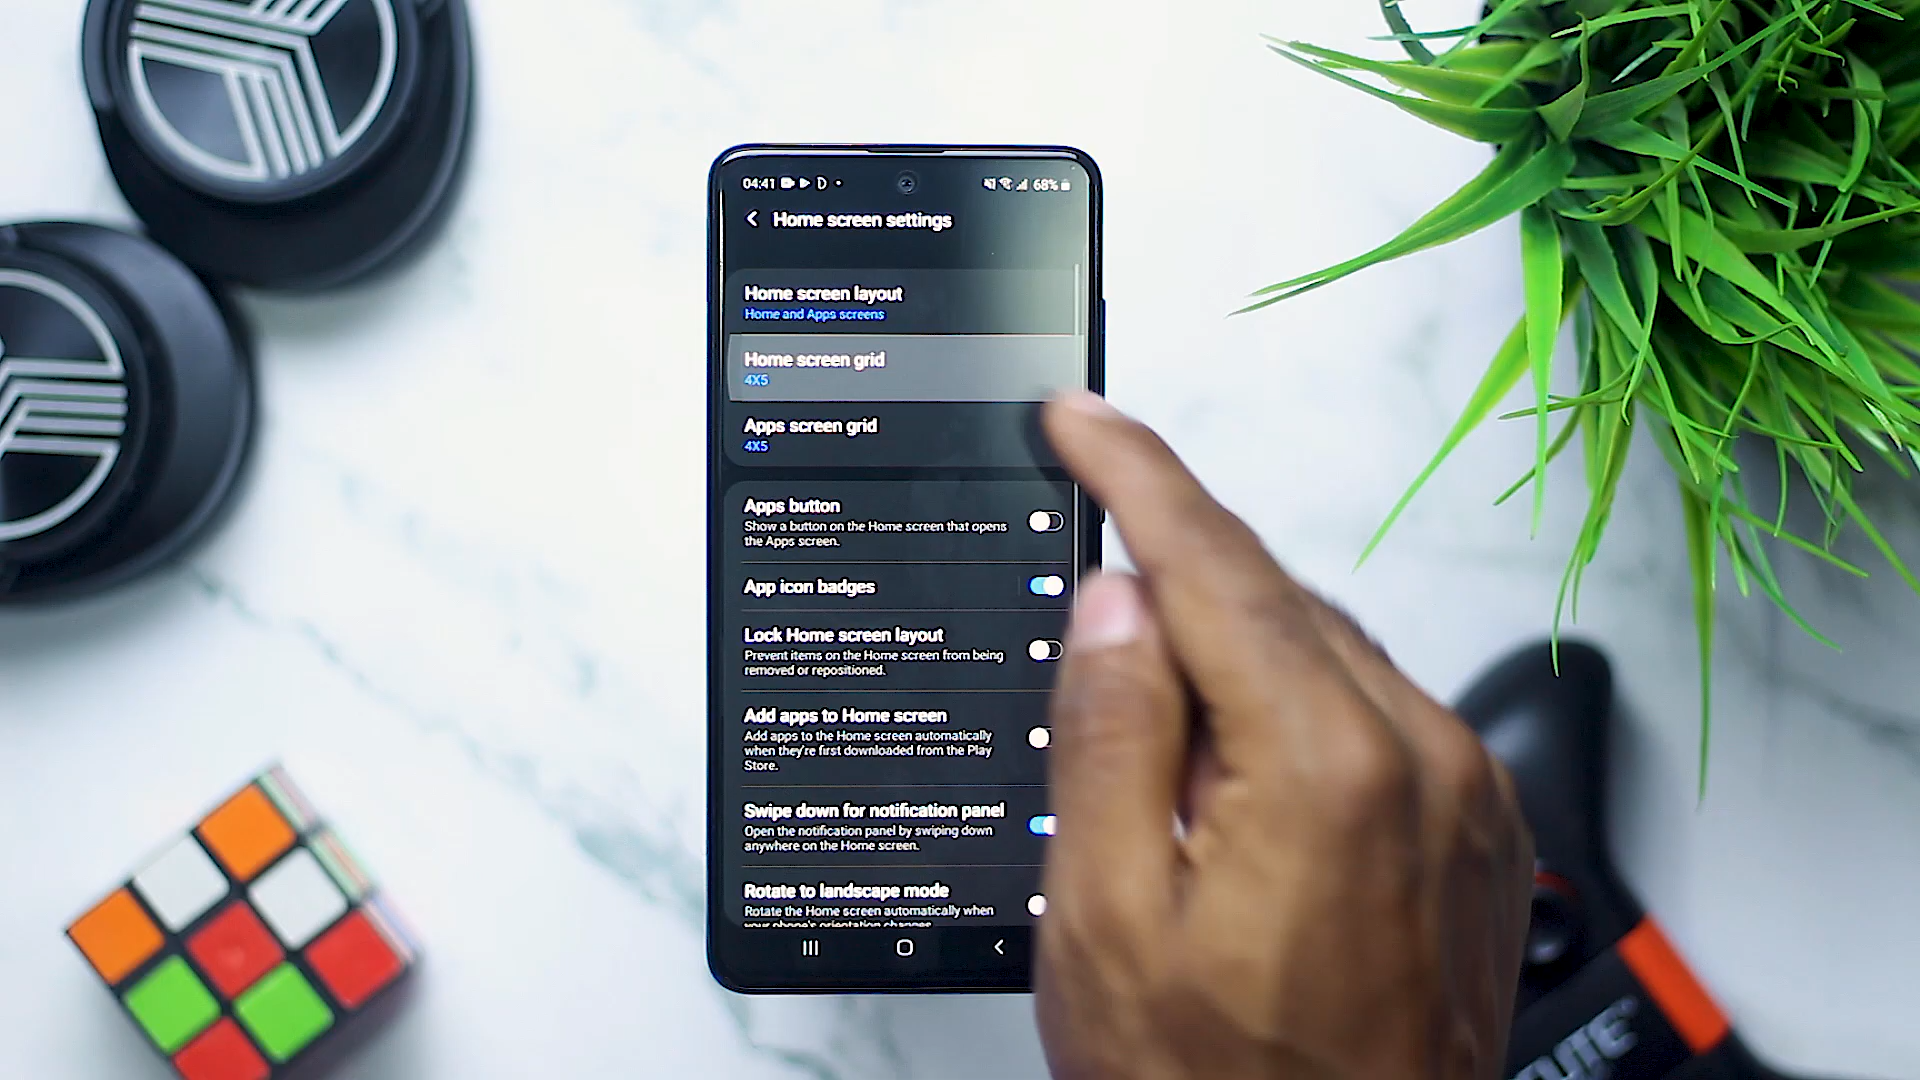 04:41
68%
Home screen settings
Home screen layout
Home and Apps screens
Home screen grid
4X5
Apps screen grid
4X5
Apps button
Show a button on the Home screen that opens
the Apps screen.
App icon badges
Lock Home screen layout
Prevent items on the Home screen from being
removed or repositioned.
Add apps to Home screen
Add apps to the Home screen automatically
when they're first downloaded from the Play
Store.
Swipe down for notification panel
Open the notification panel by swiping down
anywhere on the Home screen.
Rotate to landscape mode
Rotate the Home screen automatically when
your phone's orientation changes.